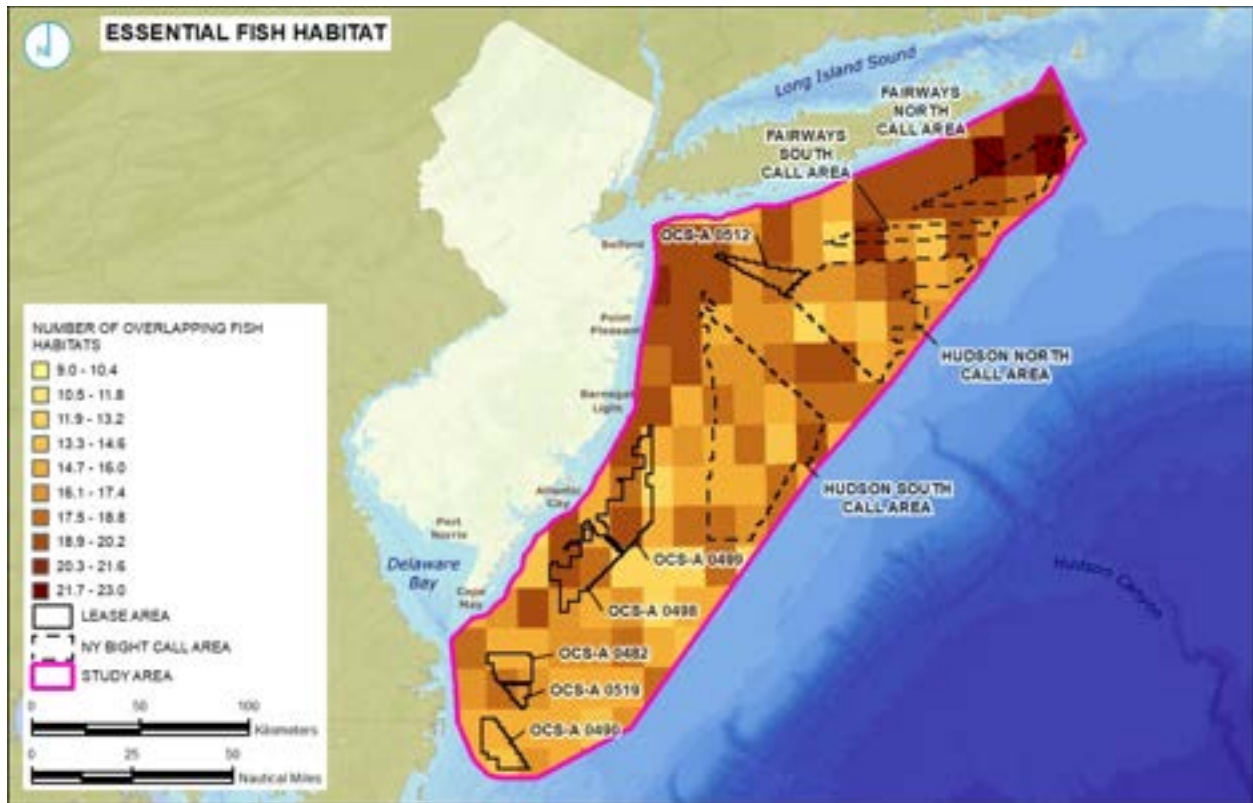 N
ESSENTIAL FISH HABITAT
Long Island Sound
FAIRWAYS
NORTH
CALL AREA
FAIRWAYS
SOUTH
CALL AREA
OCS-A 0512
Belford
Point
Pleasant
HUDSON NORTH
CALL AREA
Barnegat
Light
HUDSON SOUTH
CALL AREA
Atlantic
City
Port
Norris
Delaware
Bay
Cape
May
OCS-A 0499
OCS-A 0498
Hudson Canyon
OCS-A 0482
OCS-A 0519
OCS-A 0490
NUMBER OF OVERLAPPING FISH
HABITATS
9.0 - 10.4
10.5 - 11.8
11.9 - 13.2
13.3 - 14.6
14.7 - 16.0
16.1 - 17.4
17.5 - 18.8
18.9 - 20.2
20.3 - 21.6
21.7 - 23.0
LEASE AREA
NY BIGHT CALL AREA
STUDY AREA
0 50 100
Kilometers
0 25 50
Nautical Miles